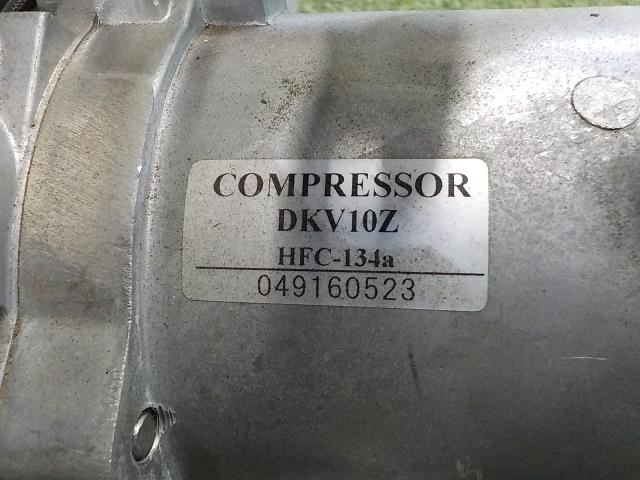 COMPRESSOR
DKV10Z
HFC-134a
049160523